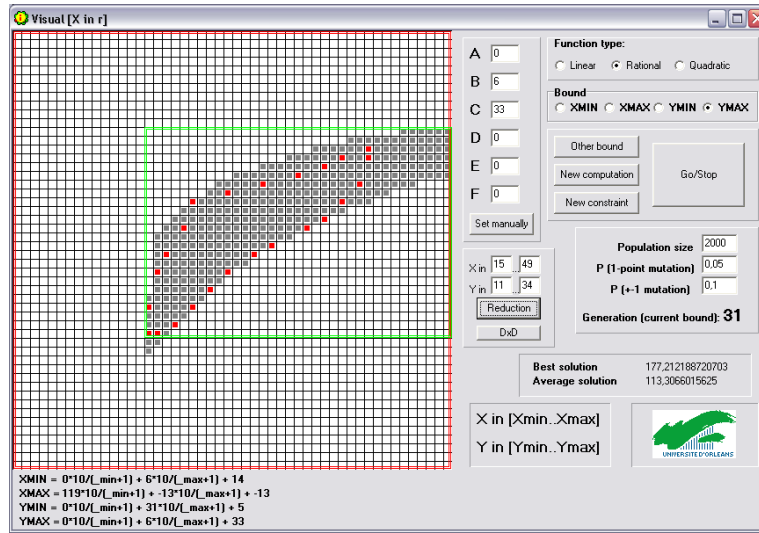 Visual [X in r]
A 0
B 6
C 33
D 0
E 0
F 0
Set manually
Function type:
Linear Rational Quadratic
Bound
XMIN XMAX YMIN YMAX
Other bound
New computation
New constraint
Go/Stop
X in 15 .. 49
Y in 11 .. 34
Reduction
DxD
Population size 2000
P (1-point mutation) 0,05
P (+-1 mutation) 0,1
Generation (current bound): 31
Best solution 177,212188720703
Average solution 113,3066015625
X in [Xmin..Xmax]
Y in [Ymin..Ymax]
UNIVERSITE D'ORLEANS
XMIN = 0*10/(_min+1) + 6*10/(_max+1) + 14
XMAX = 119*10/(_min+1) + -13*10/(_max+1) + -13
YMIN = 0*10/(_min+1) + 31*10/(_max+1) + 5
YMAX = 0*10/(_min+1) + 6*10/(_max+1) + 33